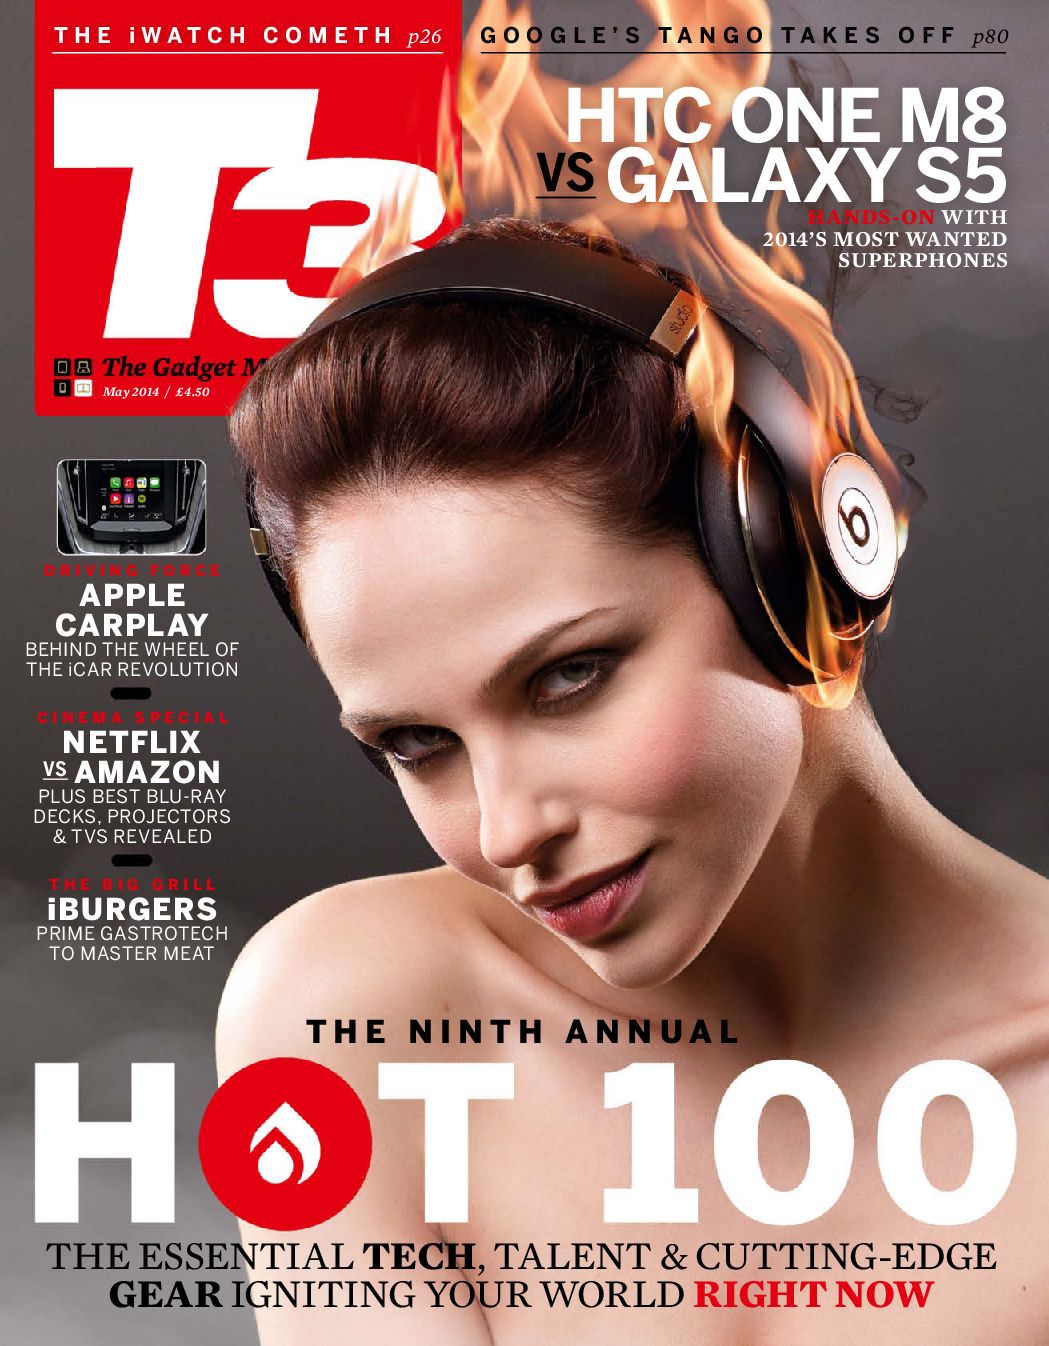 THE iWATCH COMETH p26
GOOGLE'S TANGO TAKES OFF p80
T3
The Gadget M
May 2014 / £4.50
HTC ONE M8
VS GALAXY S5
HANDS-ON WITH
2014'S MOST WANTED
SUPERPHONES
studio
b
DRIVING FORCE
APPLE
CARPLAY
BEHIND THE WHEEL OF
THE iCAR REVOLUTION
CINEMA SPECIAL
NETFLIX
VS AMAZON
PLUS BEST BLU-RAY
DECKS, PROJECTORS
& TVS REVEALED
THE BIG GRILL
iBURGERS
PRIME GASTROTECH
TO MASTER MEAT
THE NINTH ANNUAL
HOT 100
THE ESSENTIAL TECH, TALENT & CUTTING-EDGE
GEAR IGNITING YOUR WORLD RIGHT NOW